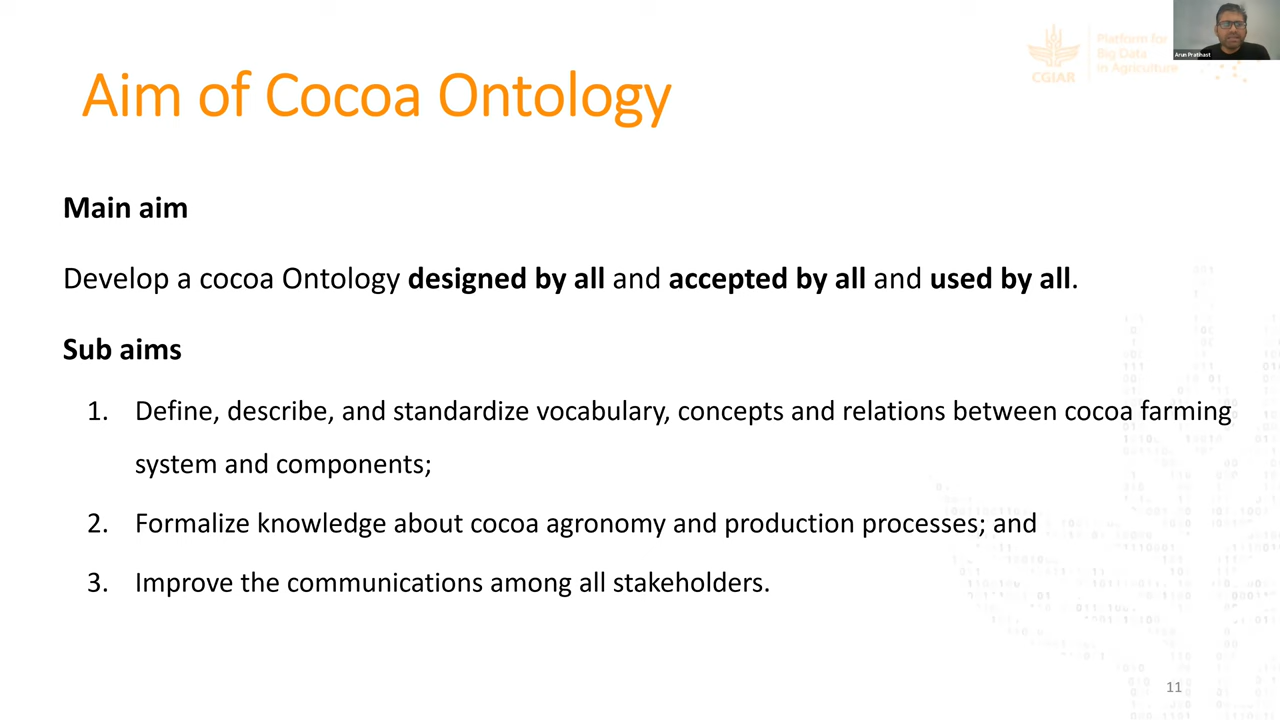 Arun Pratihast
Platform for
Big Data
in Agriculture
CGIAR
Aim of Cocoa Ontology
Main aim
Develop a cocoa Ontology designed by all and accepted by all and used by all.
Sub aims
1. Define, describe, and standardize vocabulary, concepts and relations between cocoa farming
system and components;
2. Formalize knowledge about cocoa agronomy and production processes; and
3. Improve the communications among all stakeholders.
11